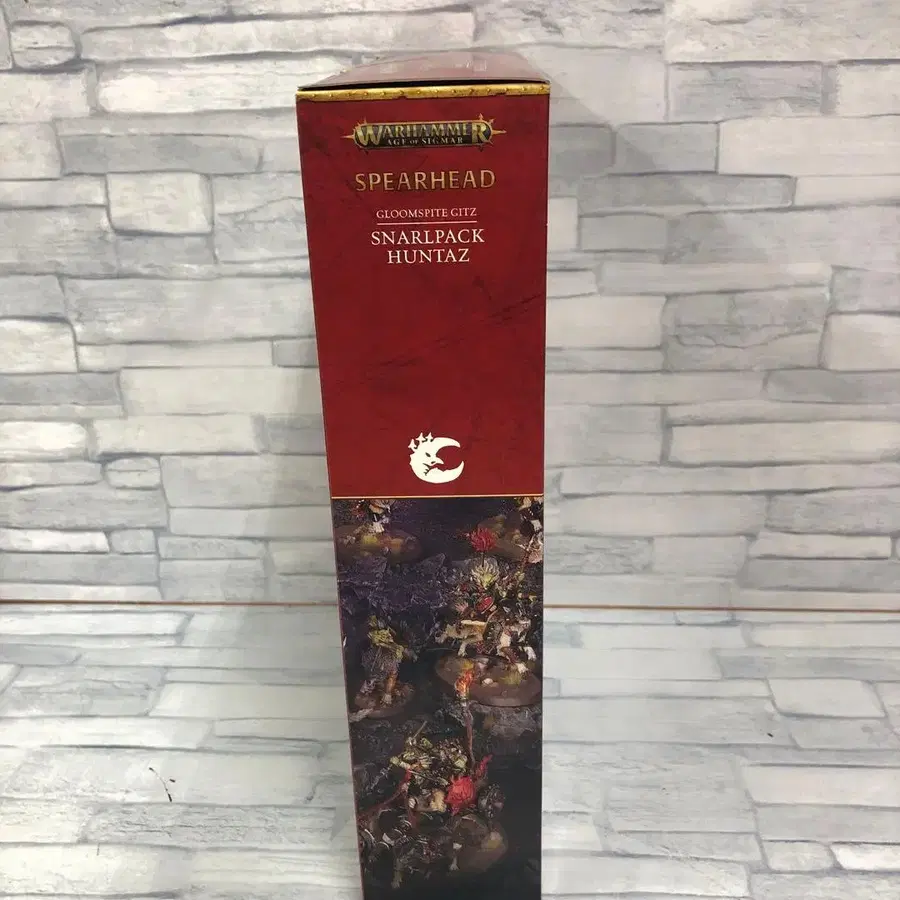 WARHAMMER
AGE OF SIGMAR
SPEARHEAD
GLOOMSPITE GITZ
SNARLPACK
HUNTAZ